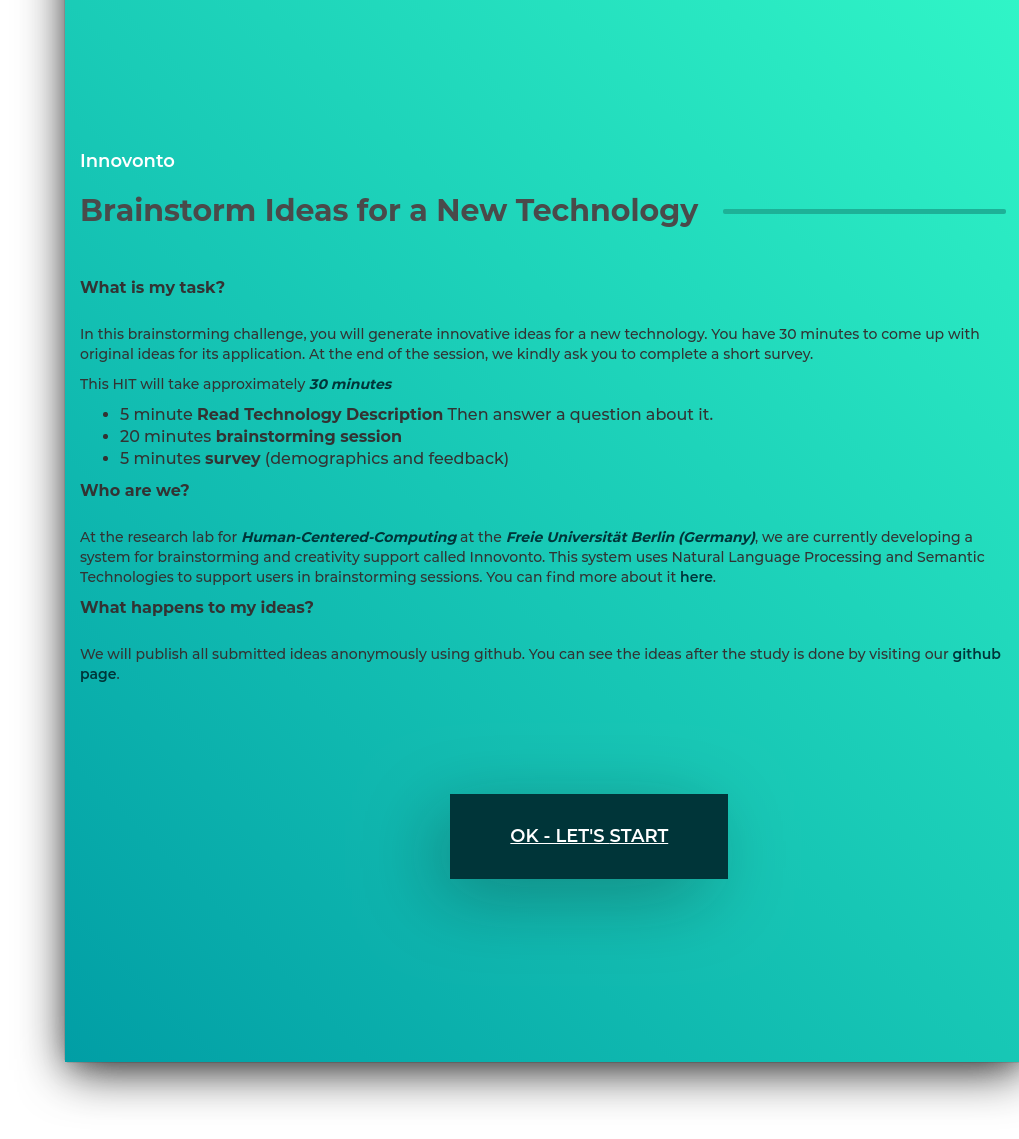 Innovonto
Brainstorm Ideas for a New Technology
What is my task?
In this brainstorming challenge, you will generate innovative ideas for a new technology. You have 30 minutes to come up with
original ideas for its application. At the end of the session, we kindly ask you to complete a short survey.
This HIT will take approximately 30 minutes
• 5 minute Read Technology Description Then answer a question about it.
• 20 minutes brainstorming session
• 5 minutes survey (demographics and feedback)
Who are we?
At the research lab for Human-Centered-Computing at the Freie Universität Berlin (Germany), we are currently developing a
system for brainstorming and creativity support called Innovonto. This system uses Natural Language Processing and Semantic
Technologies to support users in brainstorming sessions. You can find more about it here.
What happens to my ideas?
We will publish all submitted ideas anonymously using github. You can see the ideas after the study is done by visiting our github
page.
OK - LET'S START